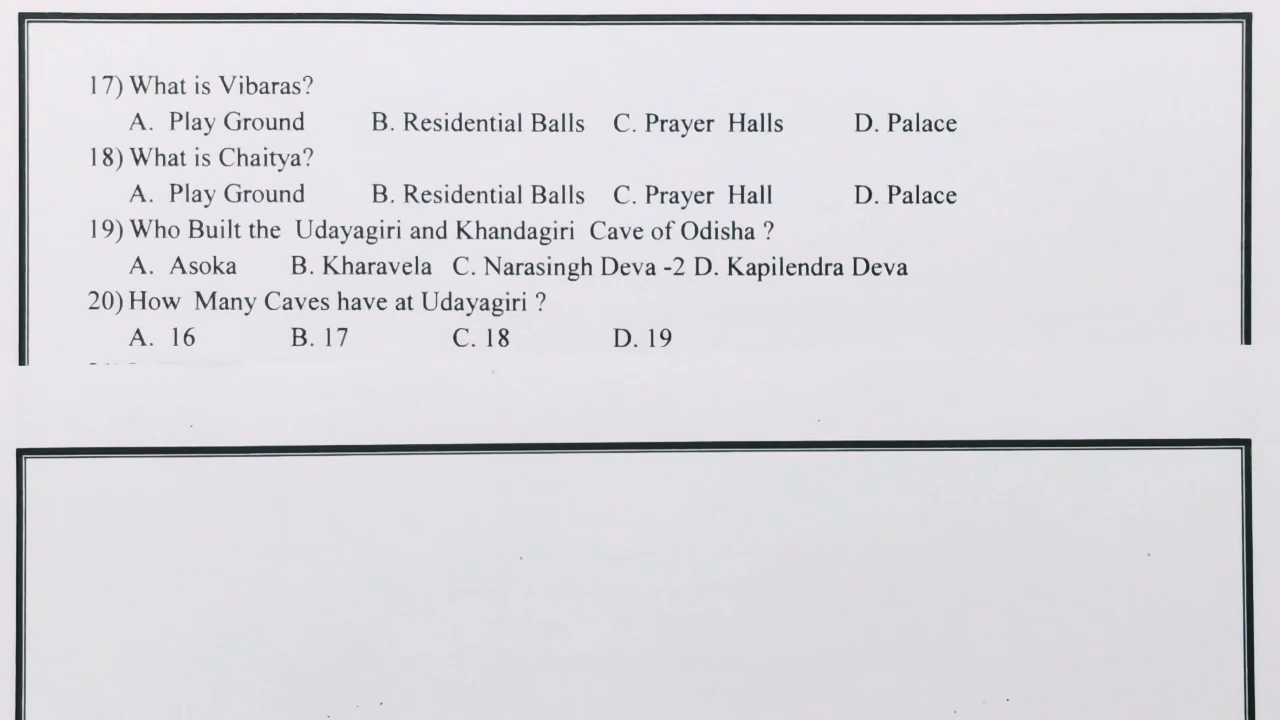 17) What is Vibaras?
A. Play Ground B. Residential Balls C. Prayer Halls D. Palace
18) What is Chaitya?
A. Play Ground B. Residential Balls C. Prayer Hall D. Palace
19) Who Built the Udayagiri and Khandagiri Cave of Odisha ?
A. Asoka B. Kharavela C. Narasingh Deva -2 D. Kapilendra Deva
20) How Many Caves have at Udayagiri ?
A. 16 B. 17 C. 18 D. 19